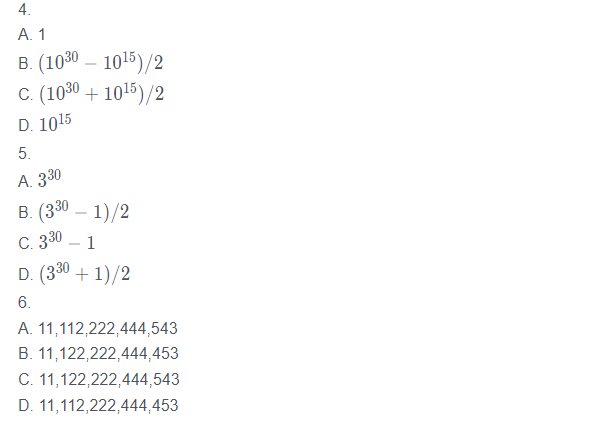 4.
A. 1
B. (10^30 − 10^15)/2
C. (10^30 + 10^15)/2
D. 10^15
5.
A. 3^30
B. (3^30 − 1)/2
C. 3^30 − 1
D. (3^30 + 1)/2
6.
A. 11,112,222,444,543
B. 11,122,222,444,453
C. 11,122,222,444,543
D. 11,112,222,444,453